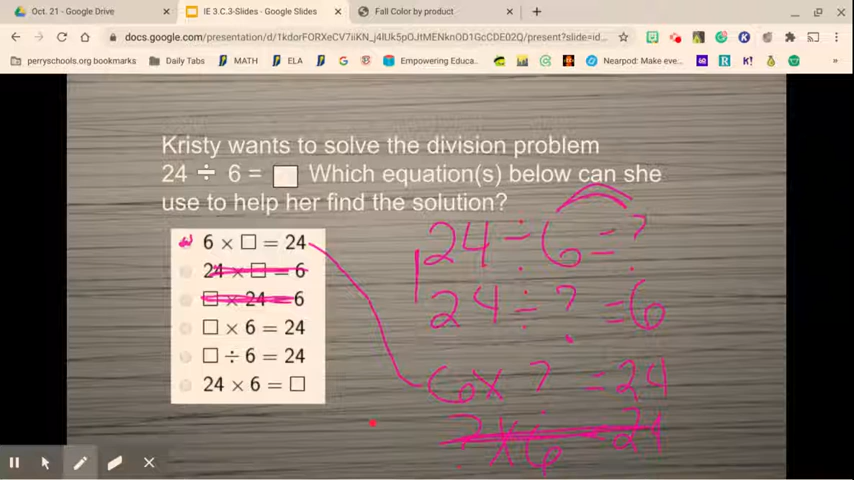 Oct. 21 - Google Drive
IE 3.C.3-Slides - Google Slides
Fall Color by product
docs.google.com/presentation/d/1kdorFORXeCV7iiKN_j4IUk5pOJtMENknOD1GcCDE02Q/present?slide=id...
perryschools.org bookmarks
Daily Tabs
MATH
ELA
Empowering Educa...
Nearpod: Make eve...
Kristy wants to solve the division problem
24 ÷ 6 = □ Which equation(s) below can she
use to help her find the solution?
6 × □ = 24
24 × □ = 6
□ × 24 = 6
□ × 6 = 24
□ ÷ 6 = 24
24 × 6 = □
24 ÷ 6 = ?
24 ÷ ? = 6
6 × ? = 24
? × 6 = 24